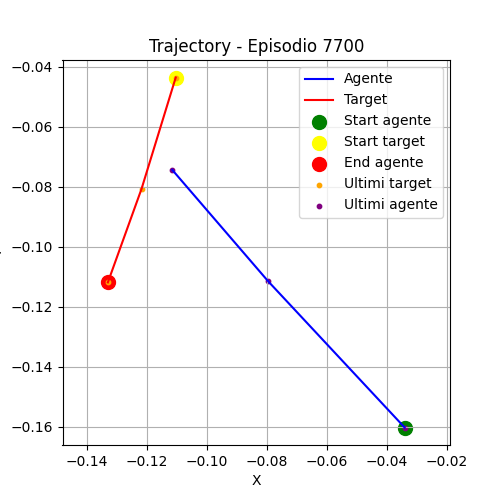 Trajectory - Episodio 7700
Agente
Target
Start agente
Start target
End agente
Ultimi target
Ultimi agente
−0.04
−0.06
−0.08
−0.10
−0.12
−0.14
−0.16
−0.14
−0.12
−0.10
−0.08
−0.06
−0.04
−0.02
X